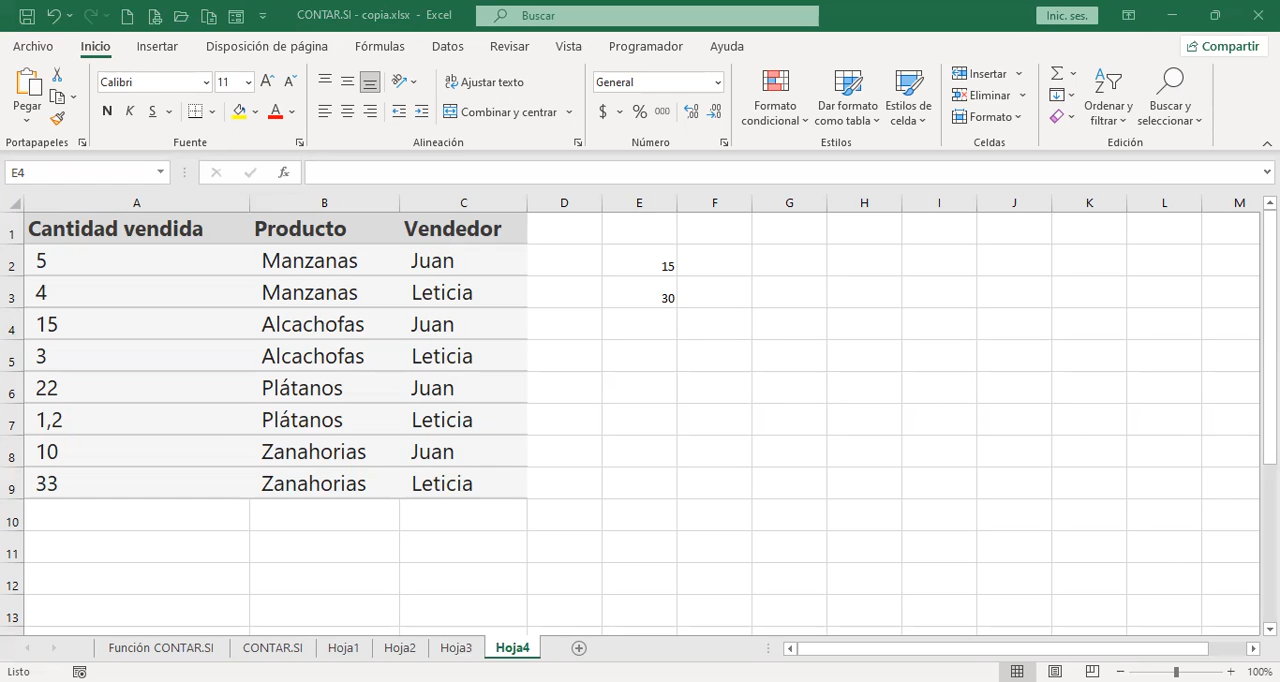 CONTAR.SI - copia.xlsx - Excel
Buscar
Inic. ses.
Archivo Inicio Insertar Disposición de página Fórmulas Datos Revisar Vista Programador Ayuda Compartir
Pegar
Portapapeles
Calibri 11
N K S
Fuente
Ajustar texto
Combinar y centrar
Alineación
General
$ % 000
Número
Formato condicional
Dar formato como tabla
Estilos de celda
Estilos
Insertar
Eliminar
Formato
Celdas
Ordenar y filtrar
Buscar y seleccionar
Edición
E4 fx
A B C D E F G H I J K L M
1 Cantidad vendida Producto Vendedor
2 5 Manzanas Juan 15
3 4 Manzanas Leticia 30
4 15 Alcachofas Juan
5 3 Alcachofas Leticia
6 22 Plátanos Juan
7 1,2 Plátanos Leticia
8 10 Zanahorias Juan
9 33 Zanahorias Leticia
10
11
12
13
Función CONTAR.SI CONTAR.SI Hoja1 Hoja2 Hoja3 Hoja4
Listo 100%